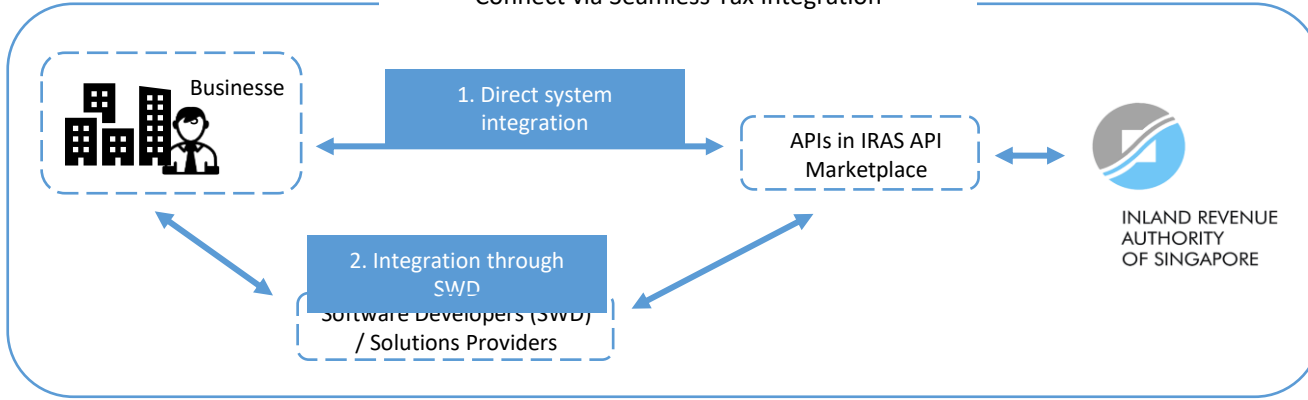 Connect via Seamless Tax Integration
Businesse
1. Direct system
integration
APIs in IRAS API
Marketplace
INLAND REVENUE
AUTHORITY
OF SINGAPORE
2. Integration through
SWD
Software Developers (SWD)
/ Solutions Providers